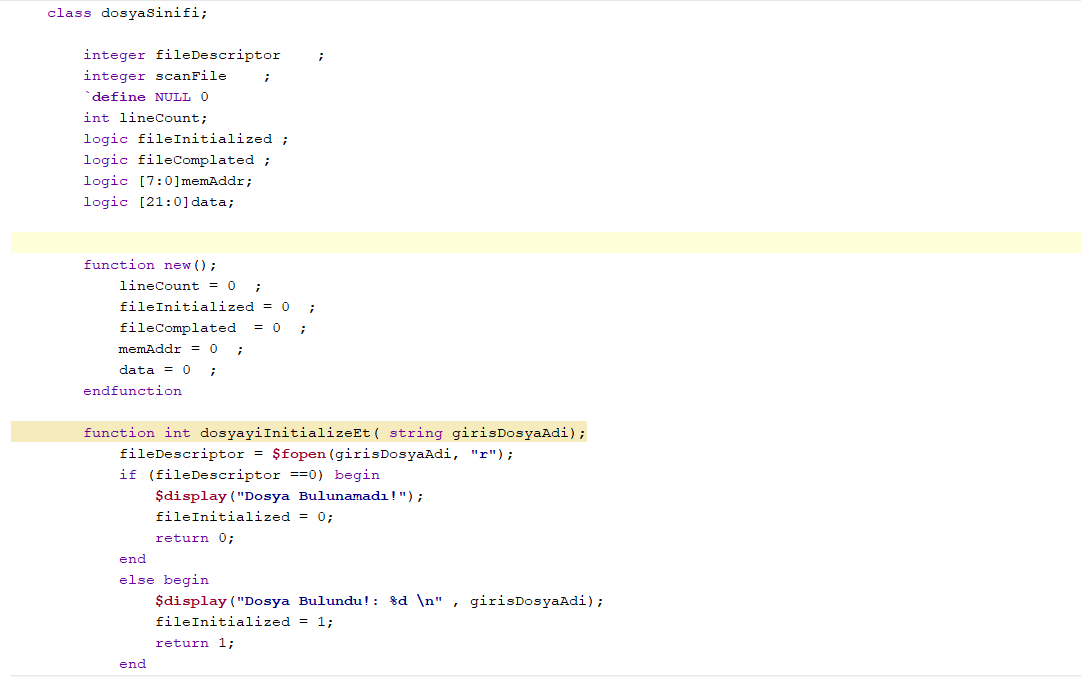 class dosyaSinifi;
integer fileDescriptor    ;
integer scanFile    ;
`define NULL 0
int lineCount;
logic fileInitialized ;
logic fileComplated ;
logic [7:0]memAddr;
logic [21:0]data;
function new();
lineCount = 0  ;
fileInitialized = 0  ;
fileComplated  = 0  ;
memAddr = 0  ;
data = 0  ;
endfunction
function int dosyayiInitializeEt( string girisDosyaAdi);
fileDescriptor = $fopen(girisDosyaAdi, "r");
if (fileDescriptor ==0) begin
$display("Dosya Bulunamadı!");
fileInitialized = 0;
return 0;
end
else begin
$display("Dosya Bulundu!: %d \n" , girisDosyaAdi);
fileInitialized = 1;
return 1;
end